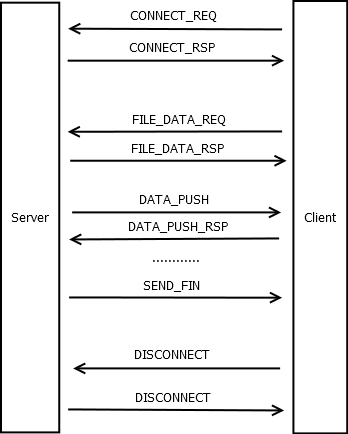 CONNECT_REQ
CONNECT_RSP
FILE_DATA_REQ
FILE_DATA_RSP
DATA_PUSH
Server
Client
DATA_PUSH_RSP
............
SEND_FIN
DISCONNECT
DISCONNECT